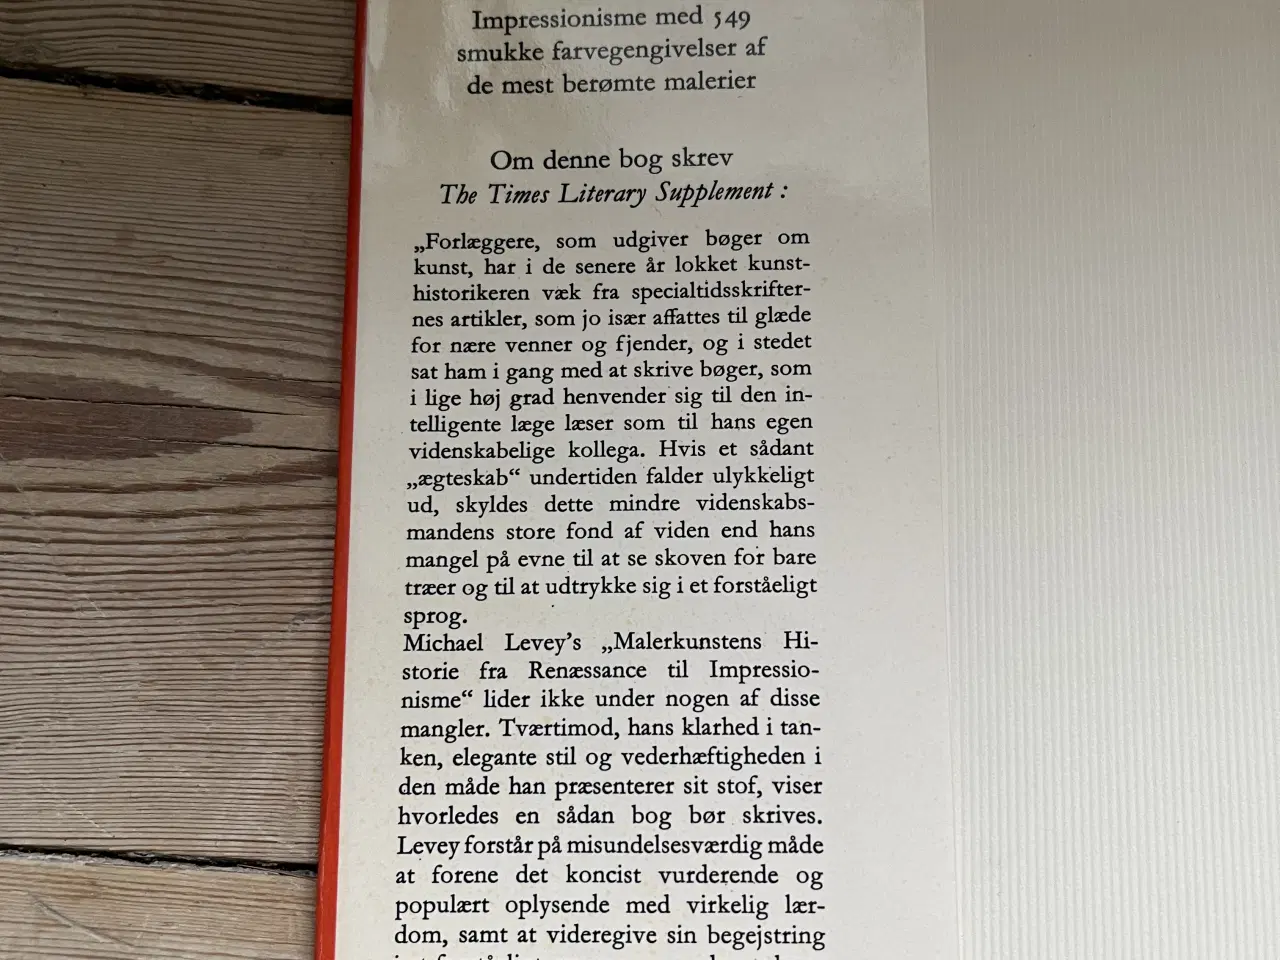 Impressionisme med 549
smukke farvegengivelser af
de mest berømte malerier
Om denne bog skrev
The Times Literary Supplement :
„Forlæggere, som udgiver bøger om
kunst, har i de senere år lokket kunst-
historikeren væk fra specialtidsskrifter-
nes artikler, som jo især affattes til glæde
for nære venner og fjender, og i stedet
sat ham i gang med at skrive bøger, som
i lige høj grad henvender sig til den in-
telligente læge læser som til hans egen
videnskabelige kollega. Hvis et sådant
„ægteskab“ undertiden falder ulykkeligt
ud, skyldes dette mindre videnskabs-
mandens store fond af viden end hans
mangel på evne til at se skoven for bare
træer og til at udtrykke sig i et forståeligt
sprog.
Michael Levey’s „Malerkunstens Hi-
storie fra Renæssance til Impressio-
nisme“ lider ikke under nogen af disse
mangler. Tværtimod, hans klarhed i tan-
ken, elegante stil og vederhæftigheden i
den måde han præsenterer sit stof, viser
hvorledes en sådan bog bør skrives.
Levey forstår på misundelsesværdig måde
at forene det koncist vurderende og
populært oplysende med virkelig lær-
dom, samt at videregive sin begejstring